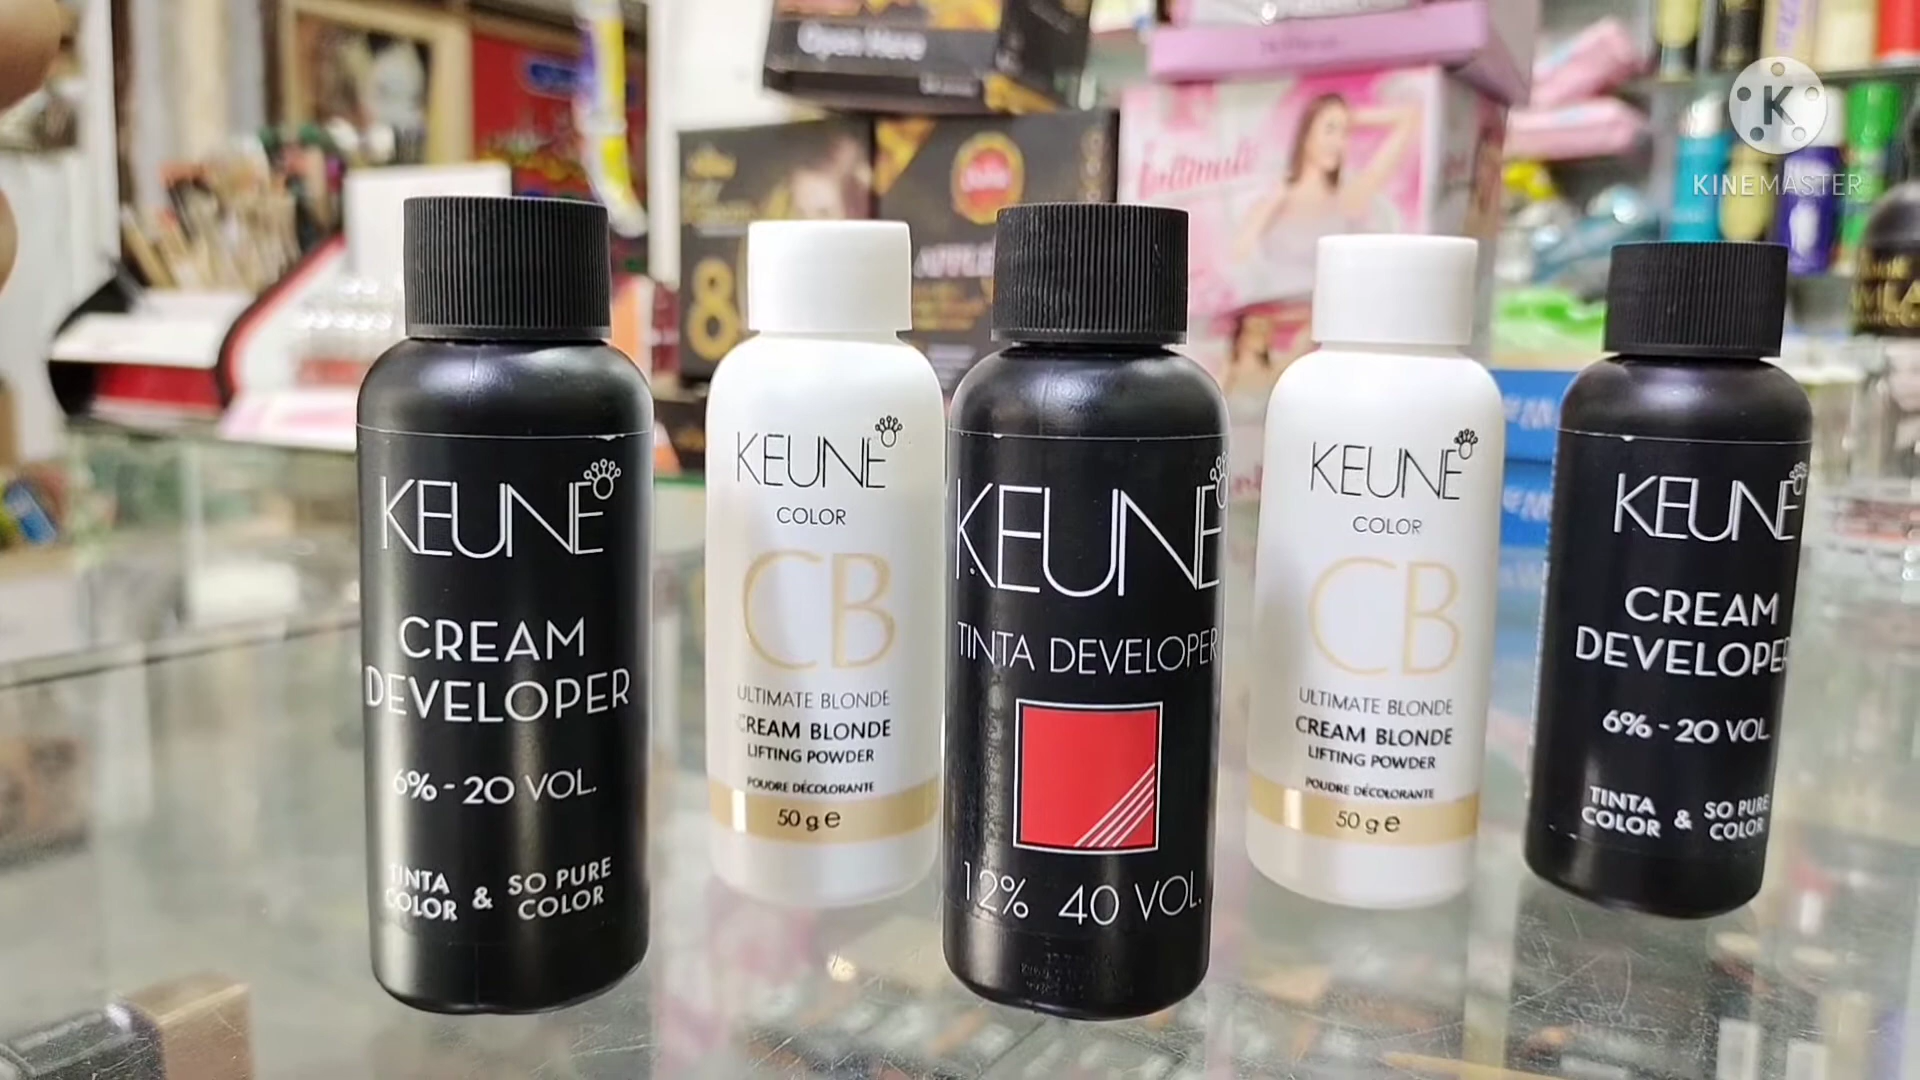 Open Here
KINEMASTER
8
KEUNE
CREAM
DEVELOPER
6% - 20 VOL.
TINTA
COLOR & SO PURE
COLOR
KEUNE
COLOR
CB
ULTIMATE BLONDE
CREAM BLONDE
LIFTING POWDER
POUDRE DÉCOLORANTE
50 g e
KEUNE
TINTA DEVELOPER
12% 40 VOL.
KEUNE
COLOR
CB
ULTIMATE BLONDE
CREAM BLONDE
LIFTING POWDER
POUDRE DÉCOLORANTE
50 g e
KEUNE
CREAM
DEVELOPER
6% - 20 VOL.
TINTA
COLOR & SO PURE
COLOR